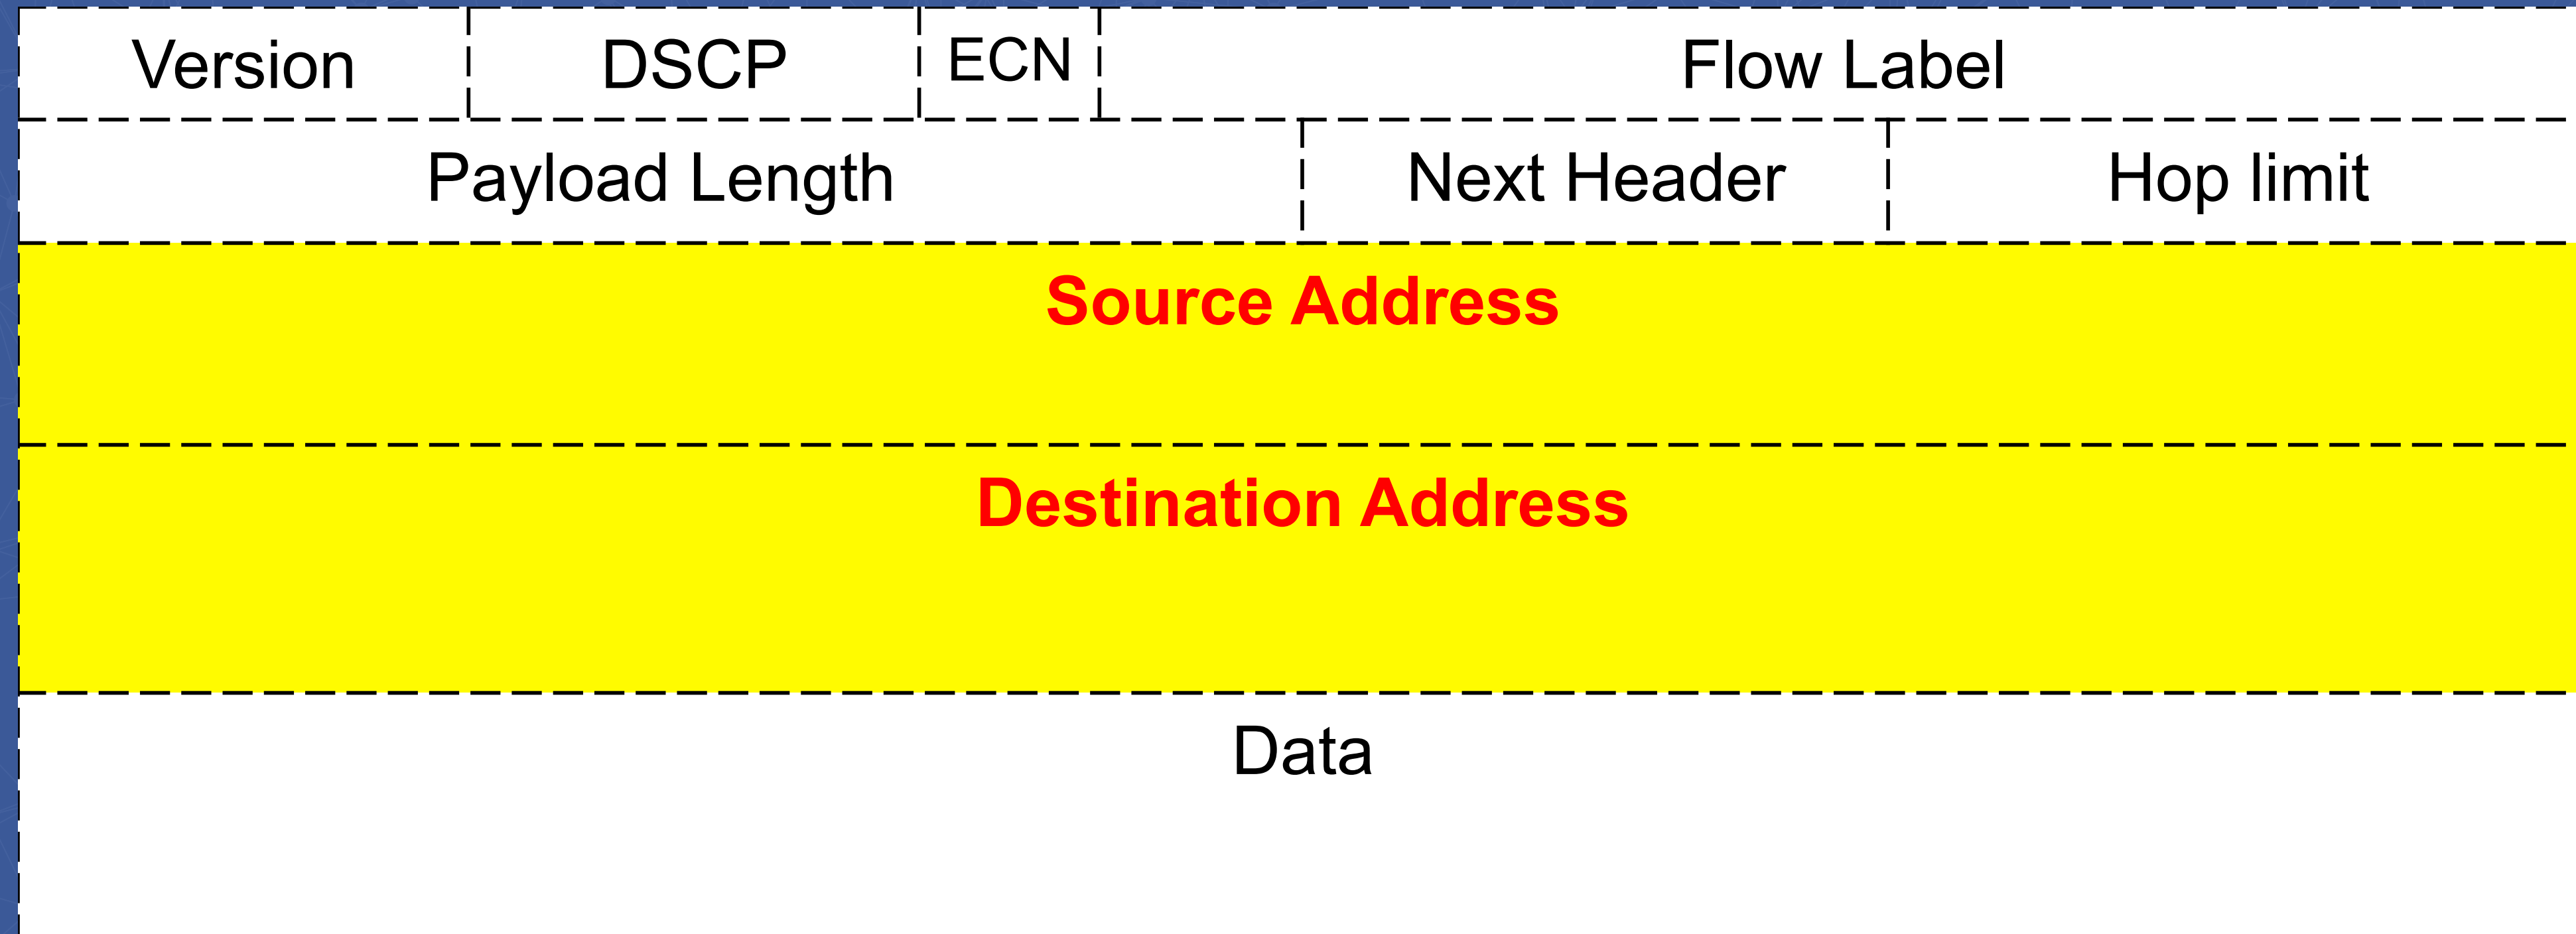 Version DSCP ECN Flow Label
Payload Length Next Header Hop limit
Source Address
Destination Address
Data